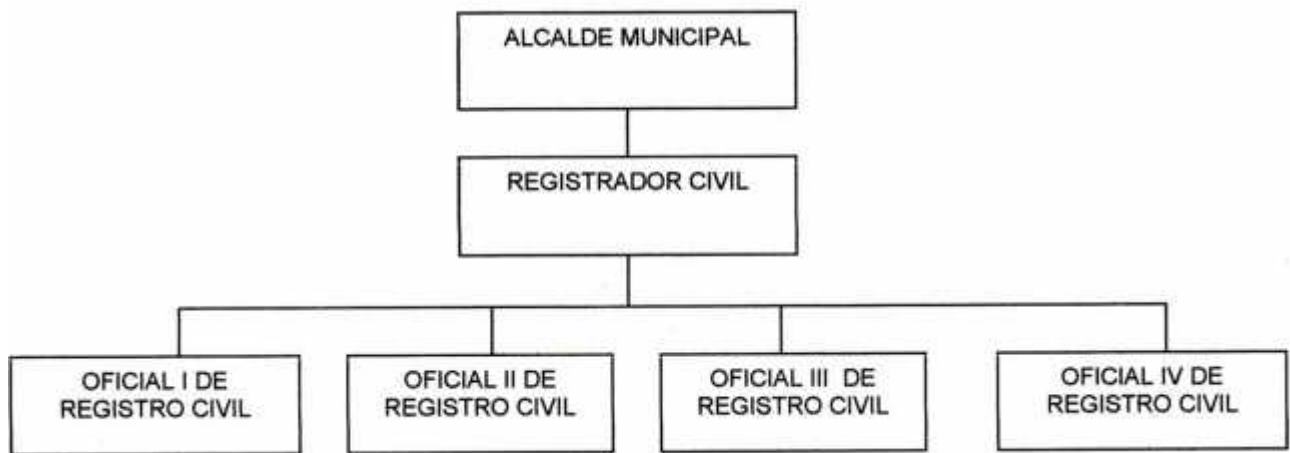 ALCALDE MUNICIPAL
REGISTRADOR CIVIL
OFICIAL I DE
REGISTRO CIVIL
OFICIAL II DE
REGISTRO CIVIL
OFICIAL III DE
REGISTRO CIVIL
OFICIAL IV DE
REGISTRO CIVIL